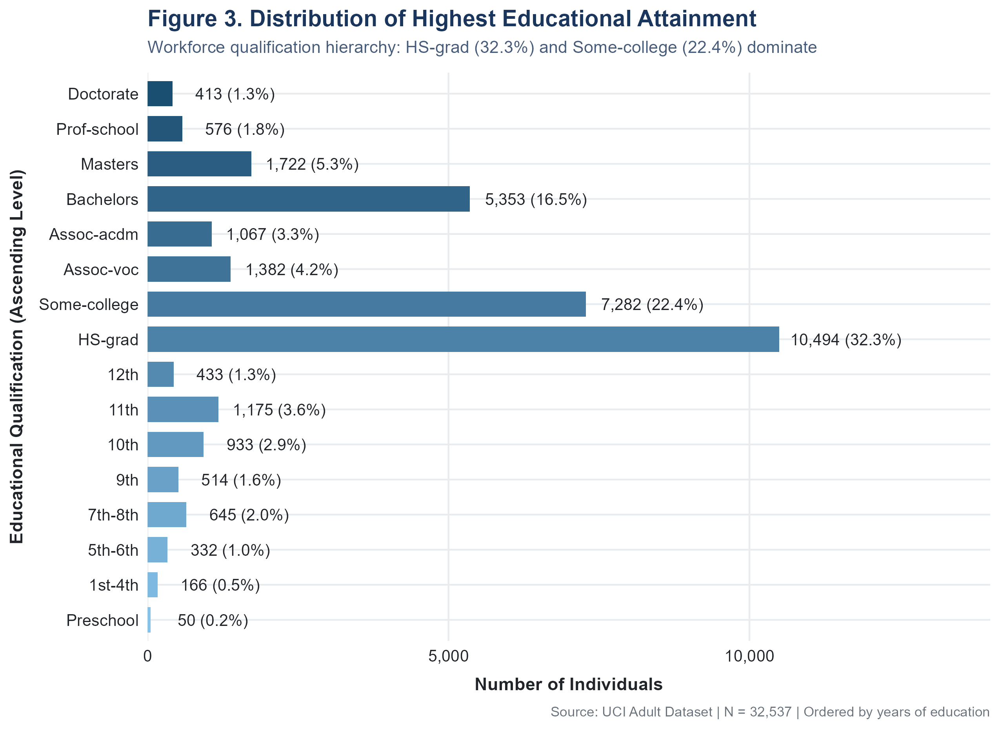 Figure 3. Distribution of Highest Educational Attainment
Workforce qualification hierarchy: HS-grad (32.3%) and Some-college (22.4%) dominate
Educational Qualification (Ascending Level)
Doctorate 413 (1.3%)
Prof-school 576 (1.8%)
Masters 1,722 (5.3%)
Bachelors 5,353 (16.5%)
Assoc-acdm 1,067 (3.3%)
Assoc-voc 1,382 (4.2%)
Some-college 7,282 (22.4%)
HS-grad 10,494 (32.3%)
12th 433 (1.3%)
11th 1,175 (3.6%)
10th 933 (2.9%)
9th 514 (1.6%)
7th-8th 645 (2.0%)
5th-6th 332 (1.0%)
1st-4th 166 (0.5%)
Preschool 50 (0.2%)
0 5,000 10,000
Number of Individuals
Source: UCI Adult Dataset | N = 32,537 | Ordered by years of education